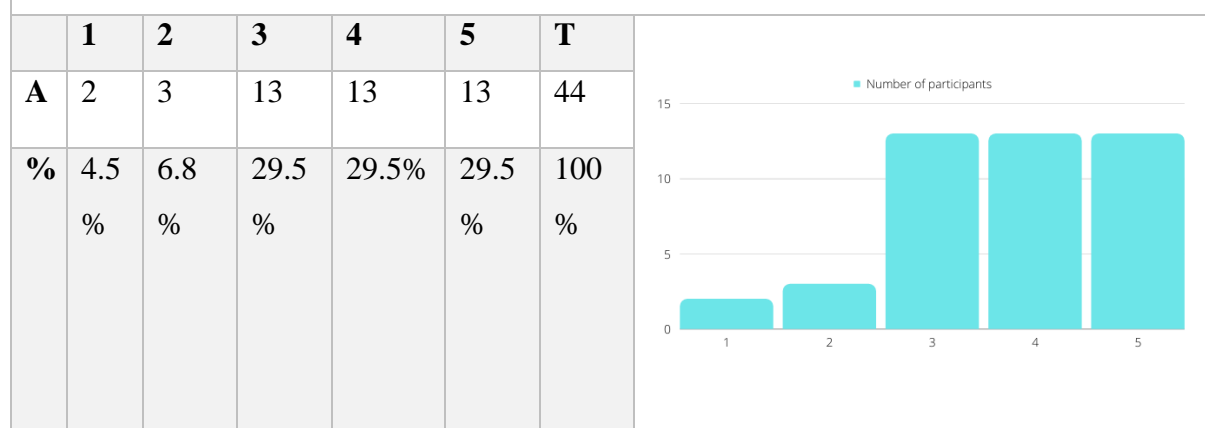 1 2 3 4 5 T
A 2 3 13 13 13 44
% 4.5 6.8 29.5 29.5% 29.5 100
% % % % %
Number of participants
15
10
5
0
1 2 3 4 5